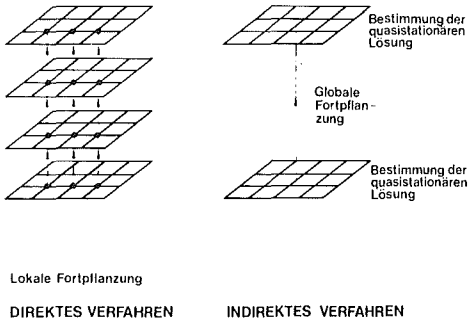 Bestimmung der
quasistationären
Lösung
Globale
Fortpflan-
zung
Bestimmung der
quasistationären
Lösung
Lokale Fortpflanzung
DIREKTES VERFAHREN
INDIREKTES VERFAHREN